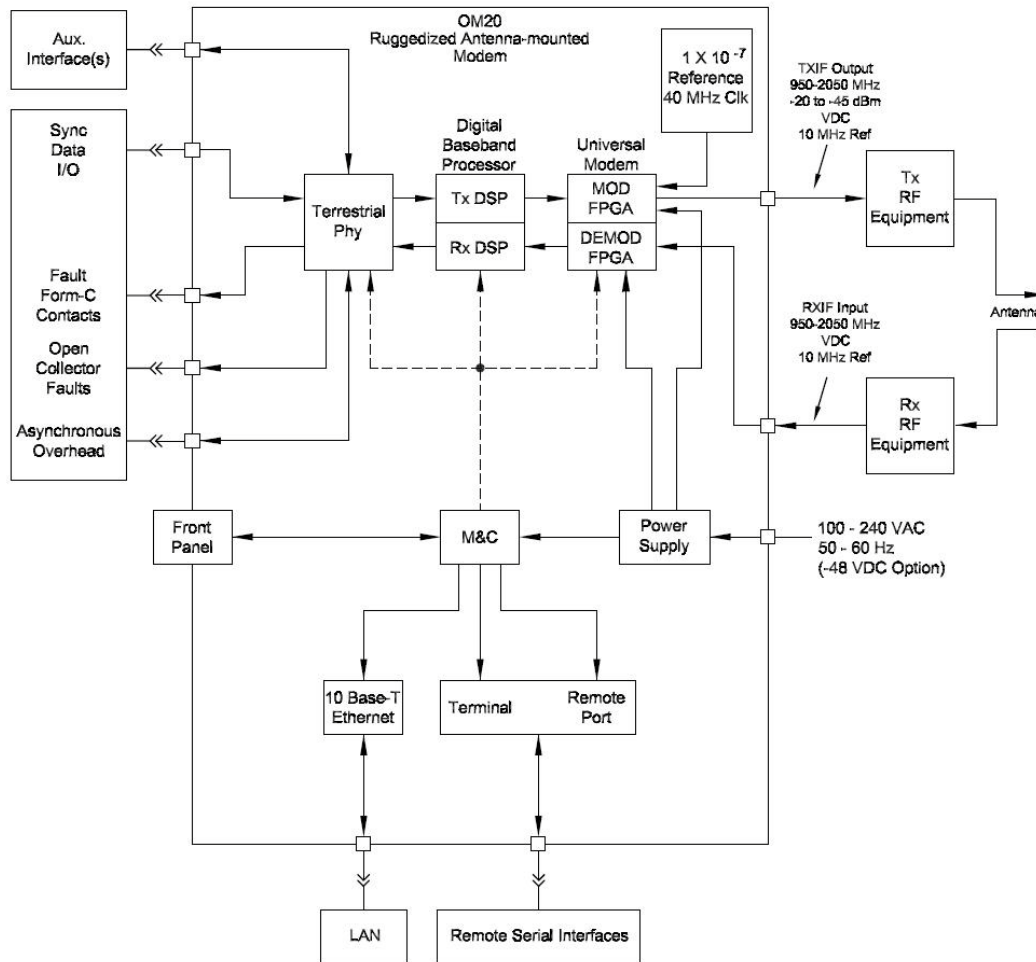 OM20
Ruggedized Antenna-mounted
Modem
Aux.
Interface(s)
1 X 10 -7
Reference
40 MHz Clk
TXIF Output
950-2050 MHz
-20 to -45 dBm
VDC
10 MHz Ref
Sync
Data
I/O
Digital
Baseband
Processor
Universal
Modem
Terrestrial
Phy
Tx DSP
Rx DSP
MOD
FPGA
DEMOD
FPGA
Tx
RF
Equipment
Fault
Form-C
Contacts
Open
Collector
Faults
Asynchronous
Overhead
RXIF Input
950-2050 MHz
VDC
10 MHz Ref
Antenna
Rx
RF
Equipment
Front
Panel
M&C
Power
Supply
100 - 240 VAC
50 - 60 Hz
(-48 VDC Option)
10 Base-T
Ethernet
Terminal
Remote
Port
LAN
Remote Serial Interfaces